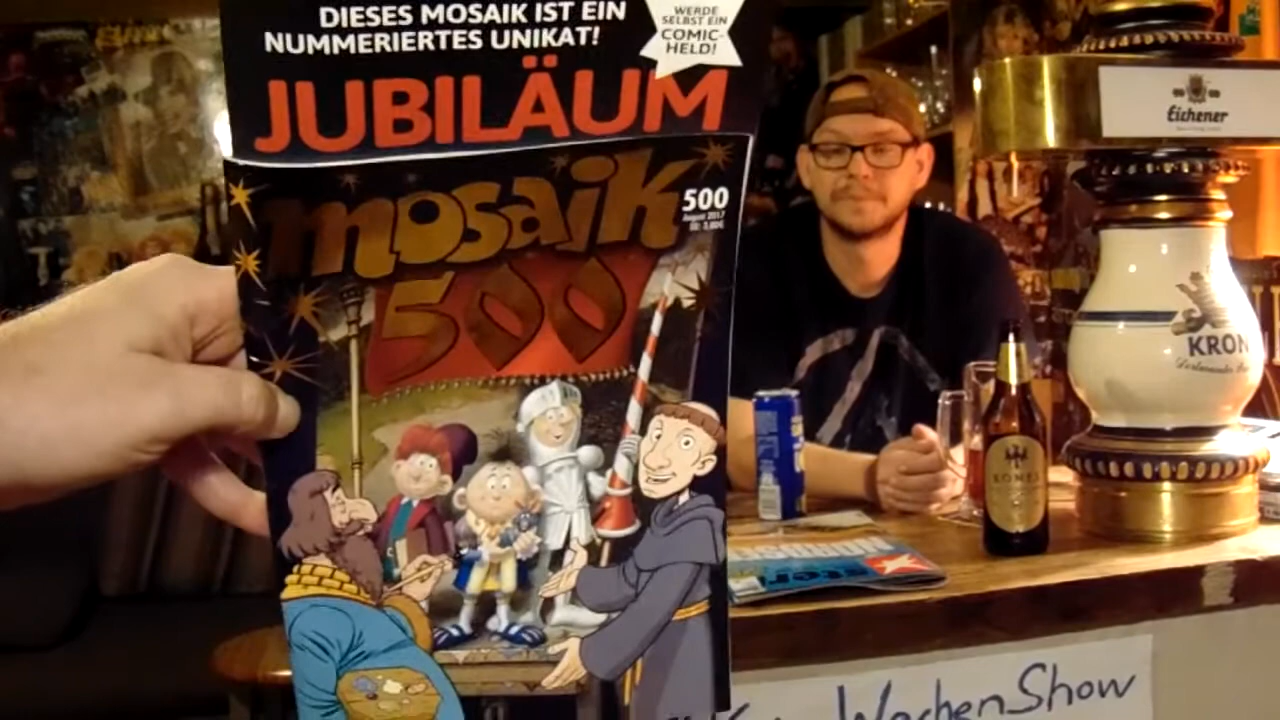 DIESES MOSAIK IST EIN
NUMMERIERTES UNIKAT!
WERDE
SELBST EIN
COMIC-
HELD!
JUBILÄUM
mosaik
500
August 2017
500
Eichener
KRON
WochenShow